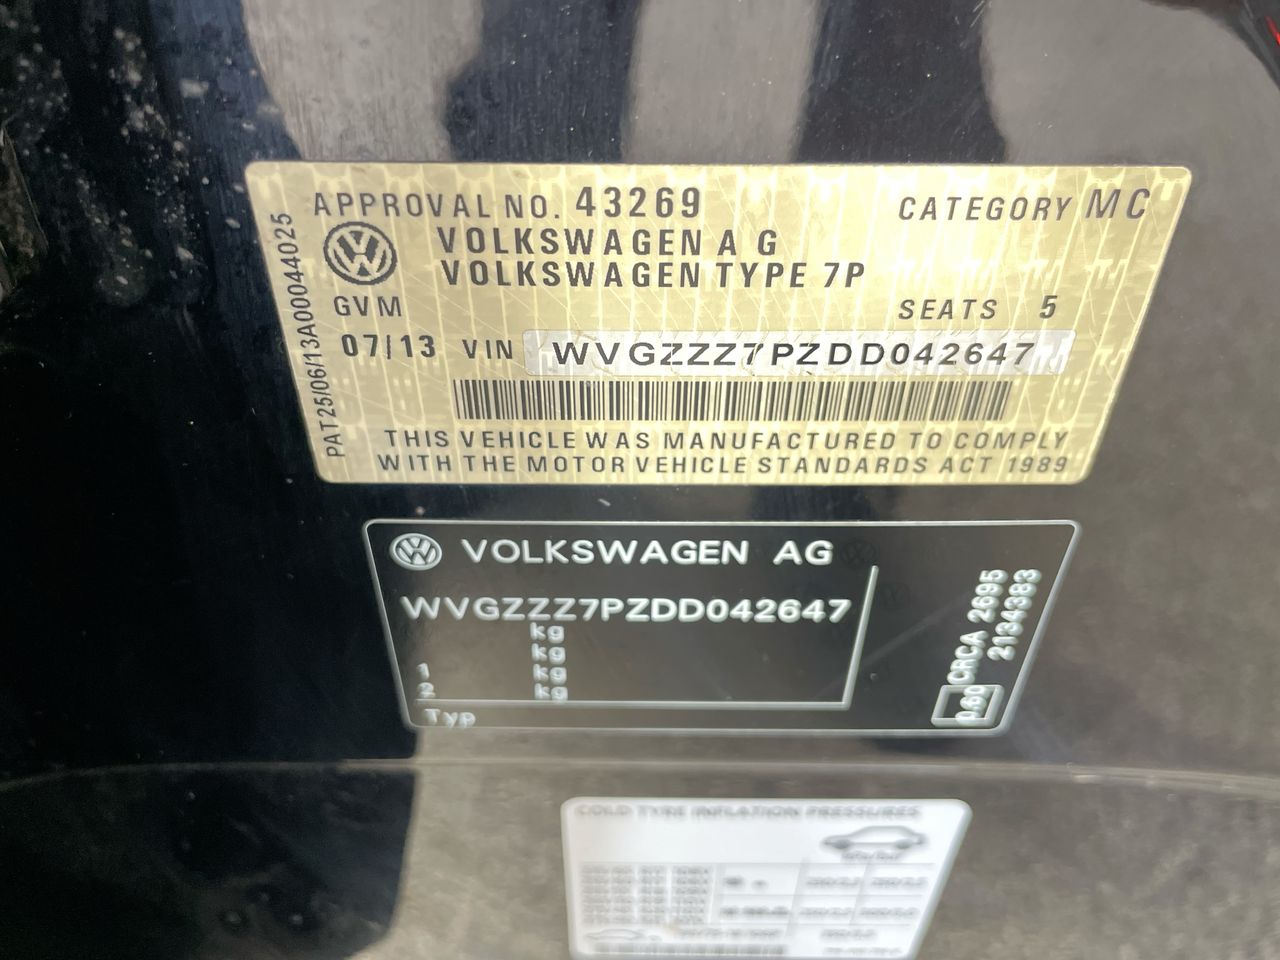 APPROVAL NO. 43269 CATEGORY MC
VOLKSWAGEN A G
VOLKSWAGEN TYPE 7P
GVM SEATS 5
07/13 VIN WVGZZZ7PZDD042647
THIS VEHICLE WAS MANUFACTURED TO COMPLY
WITH THE MOTOR VEHICLE STANDARDS ACT 1989
PAT25/06/13A00044025
VOLKSWAGEN AG
WVGZZZ7PZDD042647
kg
kg
1 kg
2 kg
Typ
CRCA 2695
2134383
0.60
COLD TYRE INFLATION PRESSURES